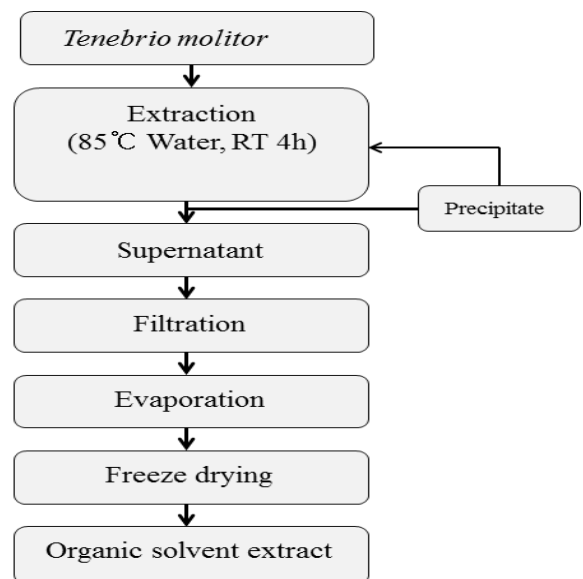 Tenebrio molitor
Extraction
(85℃ Water, RT 4h)
Precipitate
Supernatant
Filtration
Evaporation
Freeze drying
Organic solvent extract